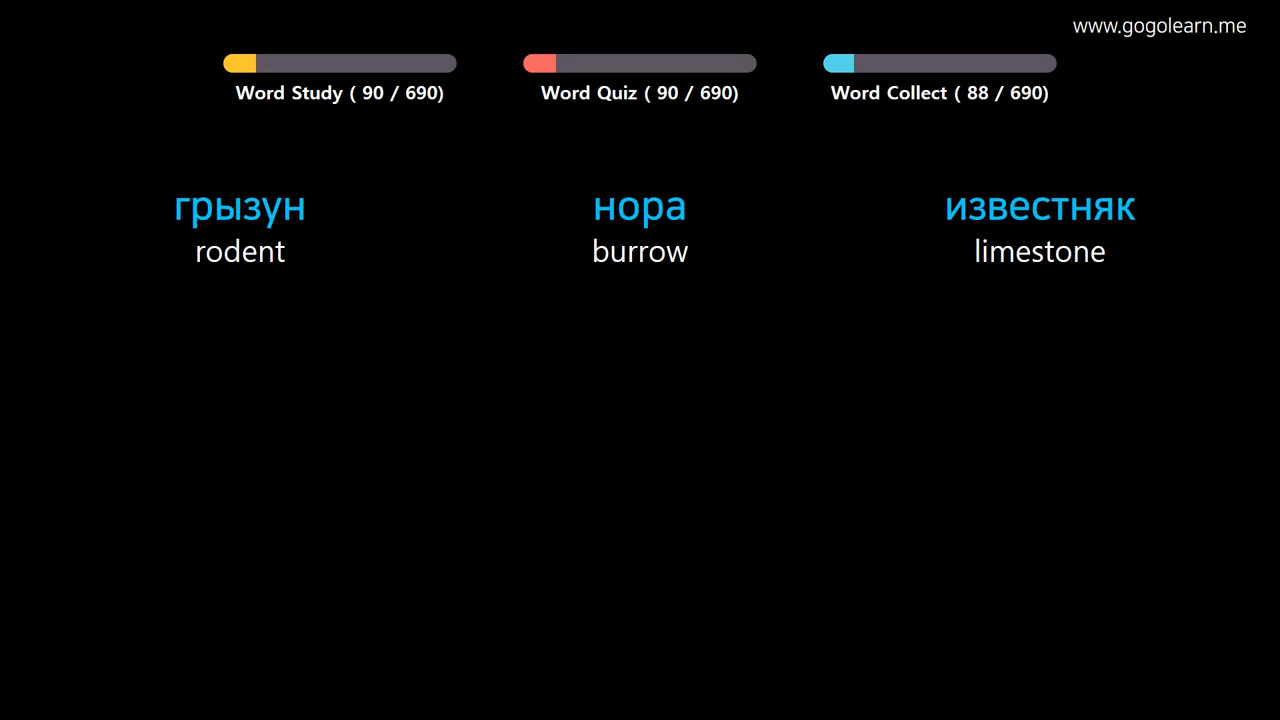 www.gogolearn.me
Word Study ( 90 / 690)
Word Quiz ( 90 / 690)
Word Collect ( 88 / 690)
грызун
rodent
нора
burrow
известняк
limestone